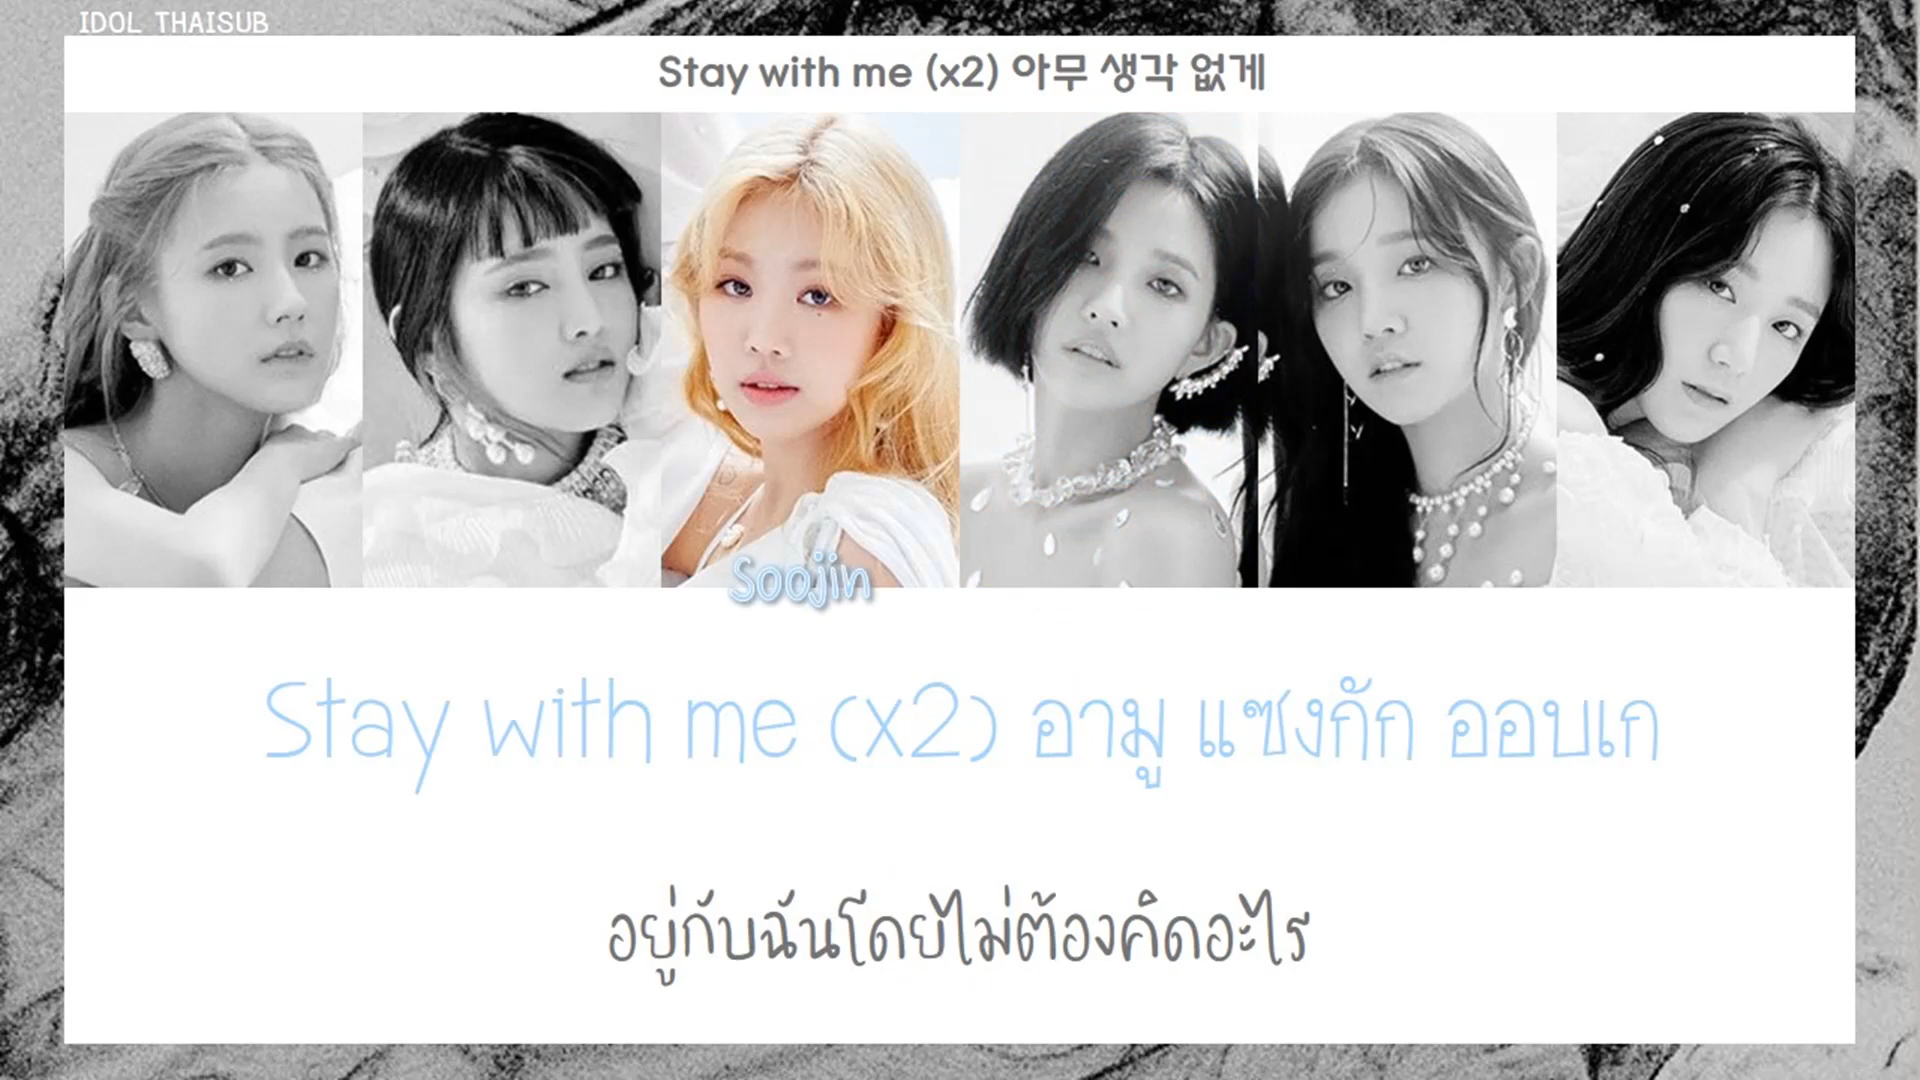 IDOL THAISUB
Stay with me (x2) 아무 생각 없게
Soojin
Stay with me (x2) อามู แซงกัก ออบเก
อยู่กับฉันโดยไม่ต้องคิดอะไร